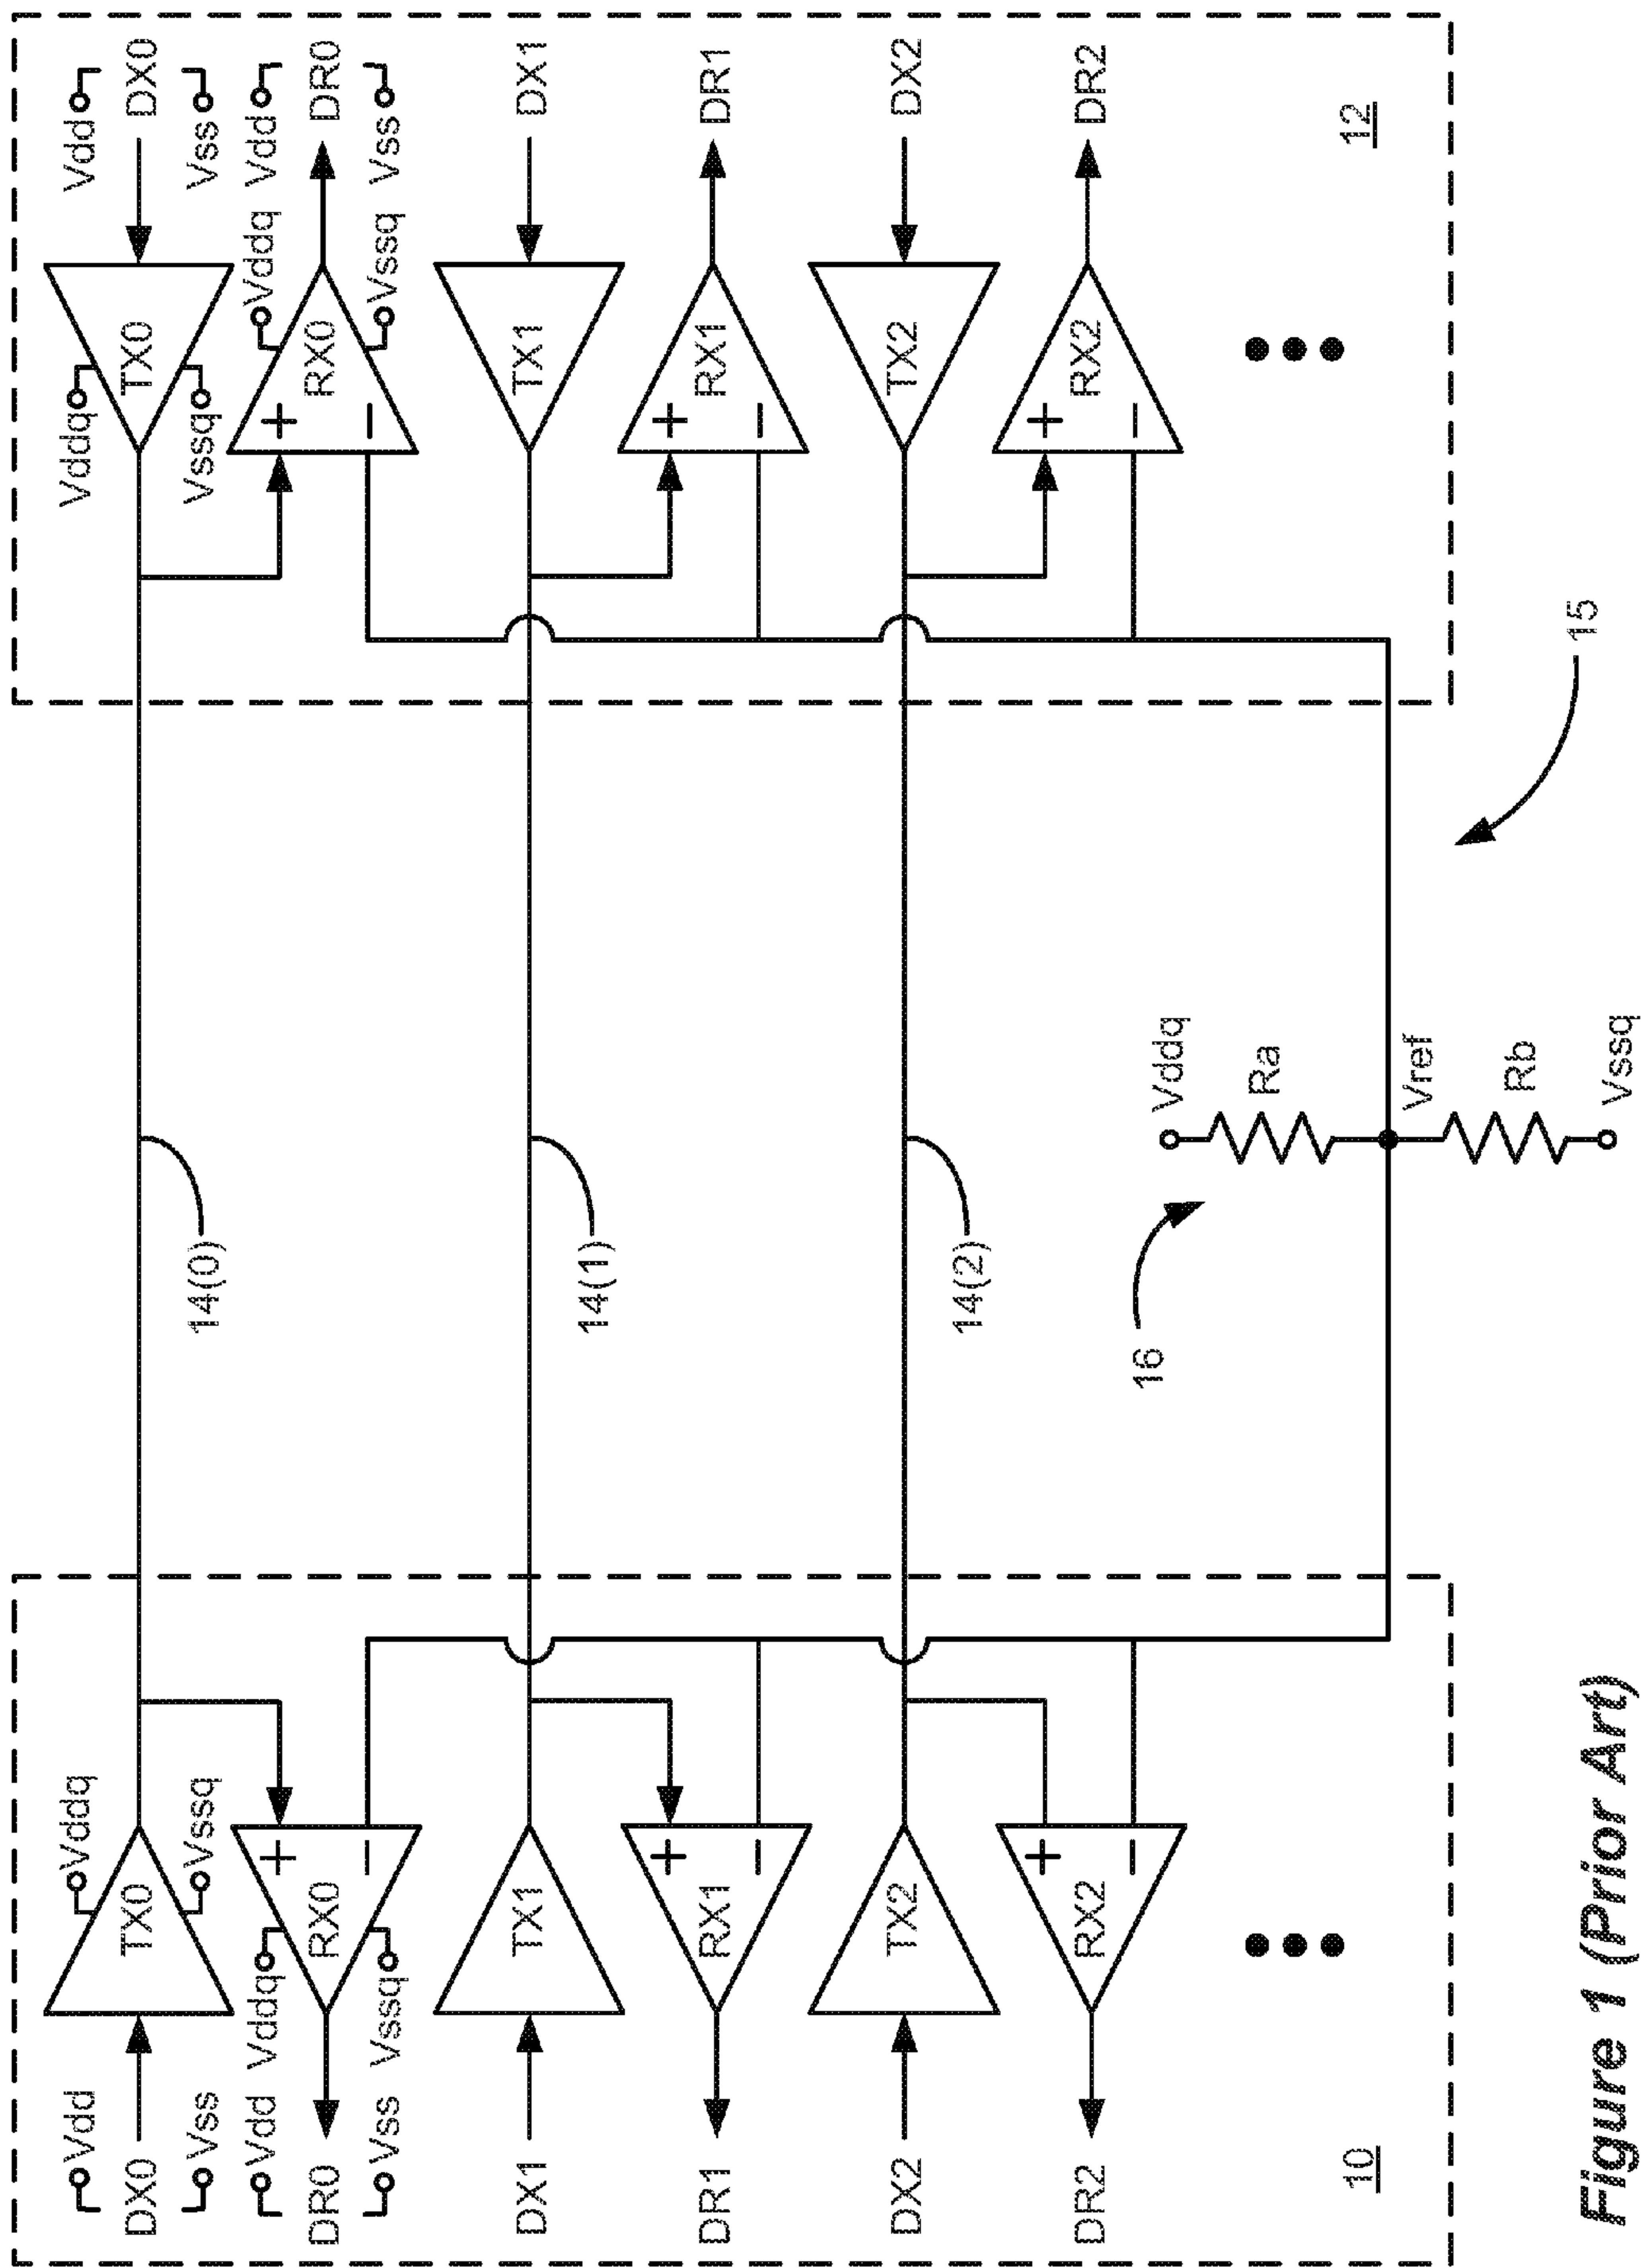 Vdd
DX0
Vss
Vddq
TX0
Vssq
Vdd
DR0
Vss
Vddq
RX0
Vssq
+
−
DX1
TX1
DR1
RX1
+
−
DX2
TX2
DR2
RX2
+
−
10
14(0)
14(1)
14(2)
16
Vddq
Ra
Vref
Rb
Vssq
15
Vddq
TX0
Vssq
Vdd
DX0
Vss
+
−
RX0
Vddq
Vssq
Vdd
DR0
Vss
TX1
DX1
+
−
RX1
DR1
TX2
DX2
+
−
RX2
DR2
12
Figure 1 (Prior Art)